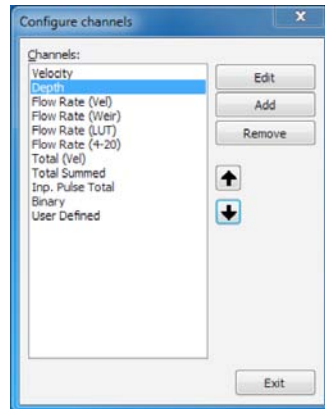 Configure channels
X
Channels:
Velocity
Depth
Flow Rate (Vel)
Flow Rate (Weir)
Flow Rate (LUT)
Flow Rate (4-20)
Total (Vel)
Total Summed
Inp. Pulse Total
Binary
User Defined
Edit
Add
Remove
Exit